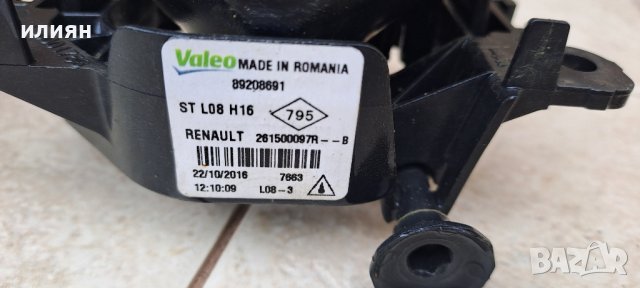 илиян
Valeo MADE IN ROMANIA
89208691
ST L08 H16 795
RENAULT 261500097R--B
22/10/2016 7663
12:10:09 L08-3
BAZAR